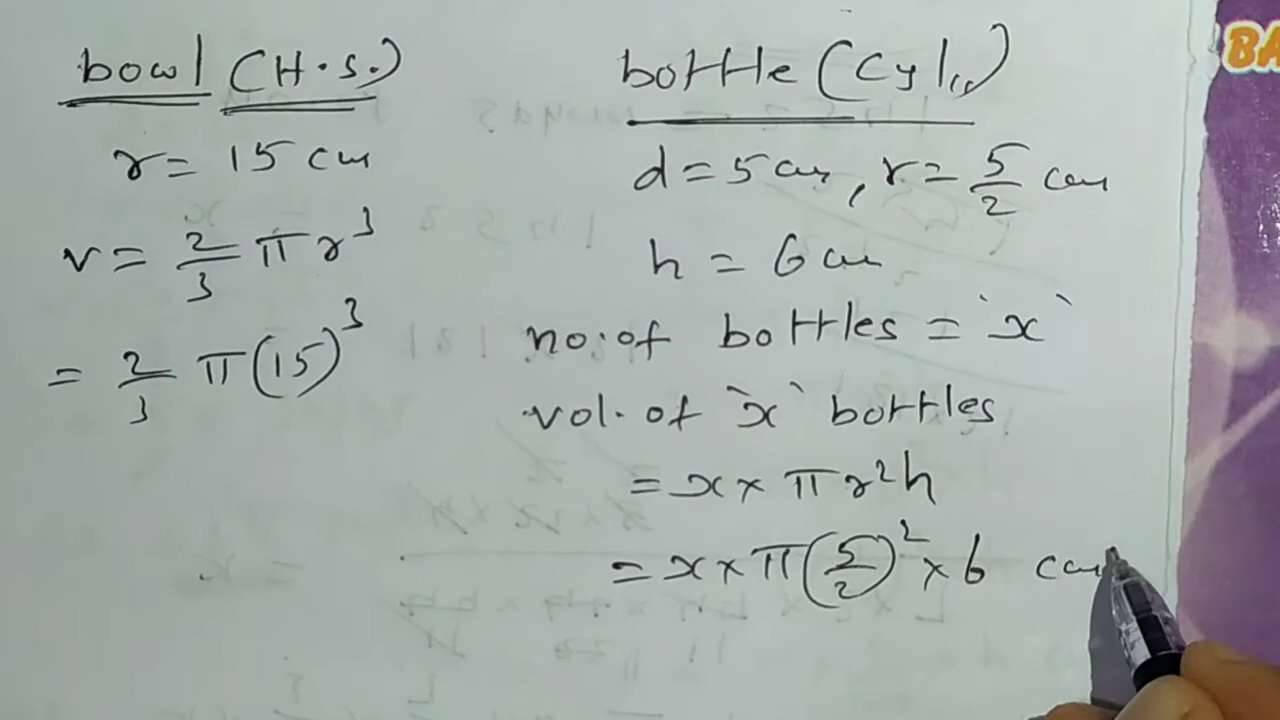 bowl (H.S.)
r = 15 cm
v = 2/3 π r³
= 2/3 π (15)³
bottle (Cyl,,)
d = 5 cm, r = 5/2 cm
h = 6 cm
no. of bottles = 'x'
vol. of 'x' bottles
= x × π r² h
= x × π (5/2)² × 6 cm
BA